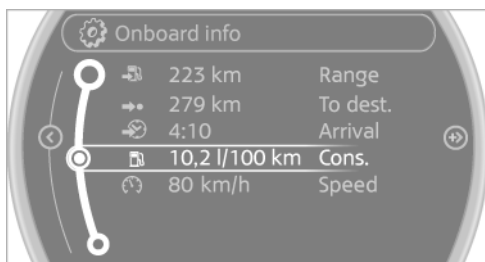 Onboard info
223 km Range
279 km To dest.
4:10 Arrival
10,2 l/100 km Cons.
80 km/h Speed